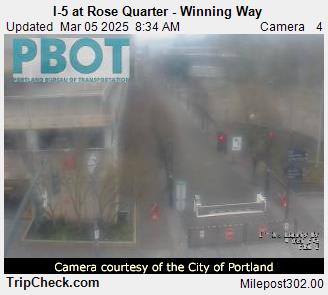 I-5 at Rose Quarter - Winning Way
Updated Mar 05 2025 8:34 AM Camera 4
PBOT
PORTLAND BUREAU OF TRANSPORTATION
Camera courtesy of the City of Portland
TripCheck.com Milepost302.00